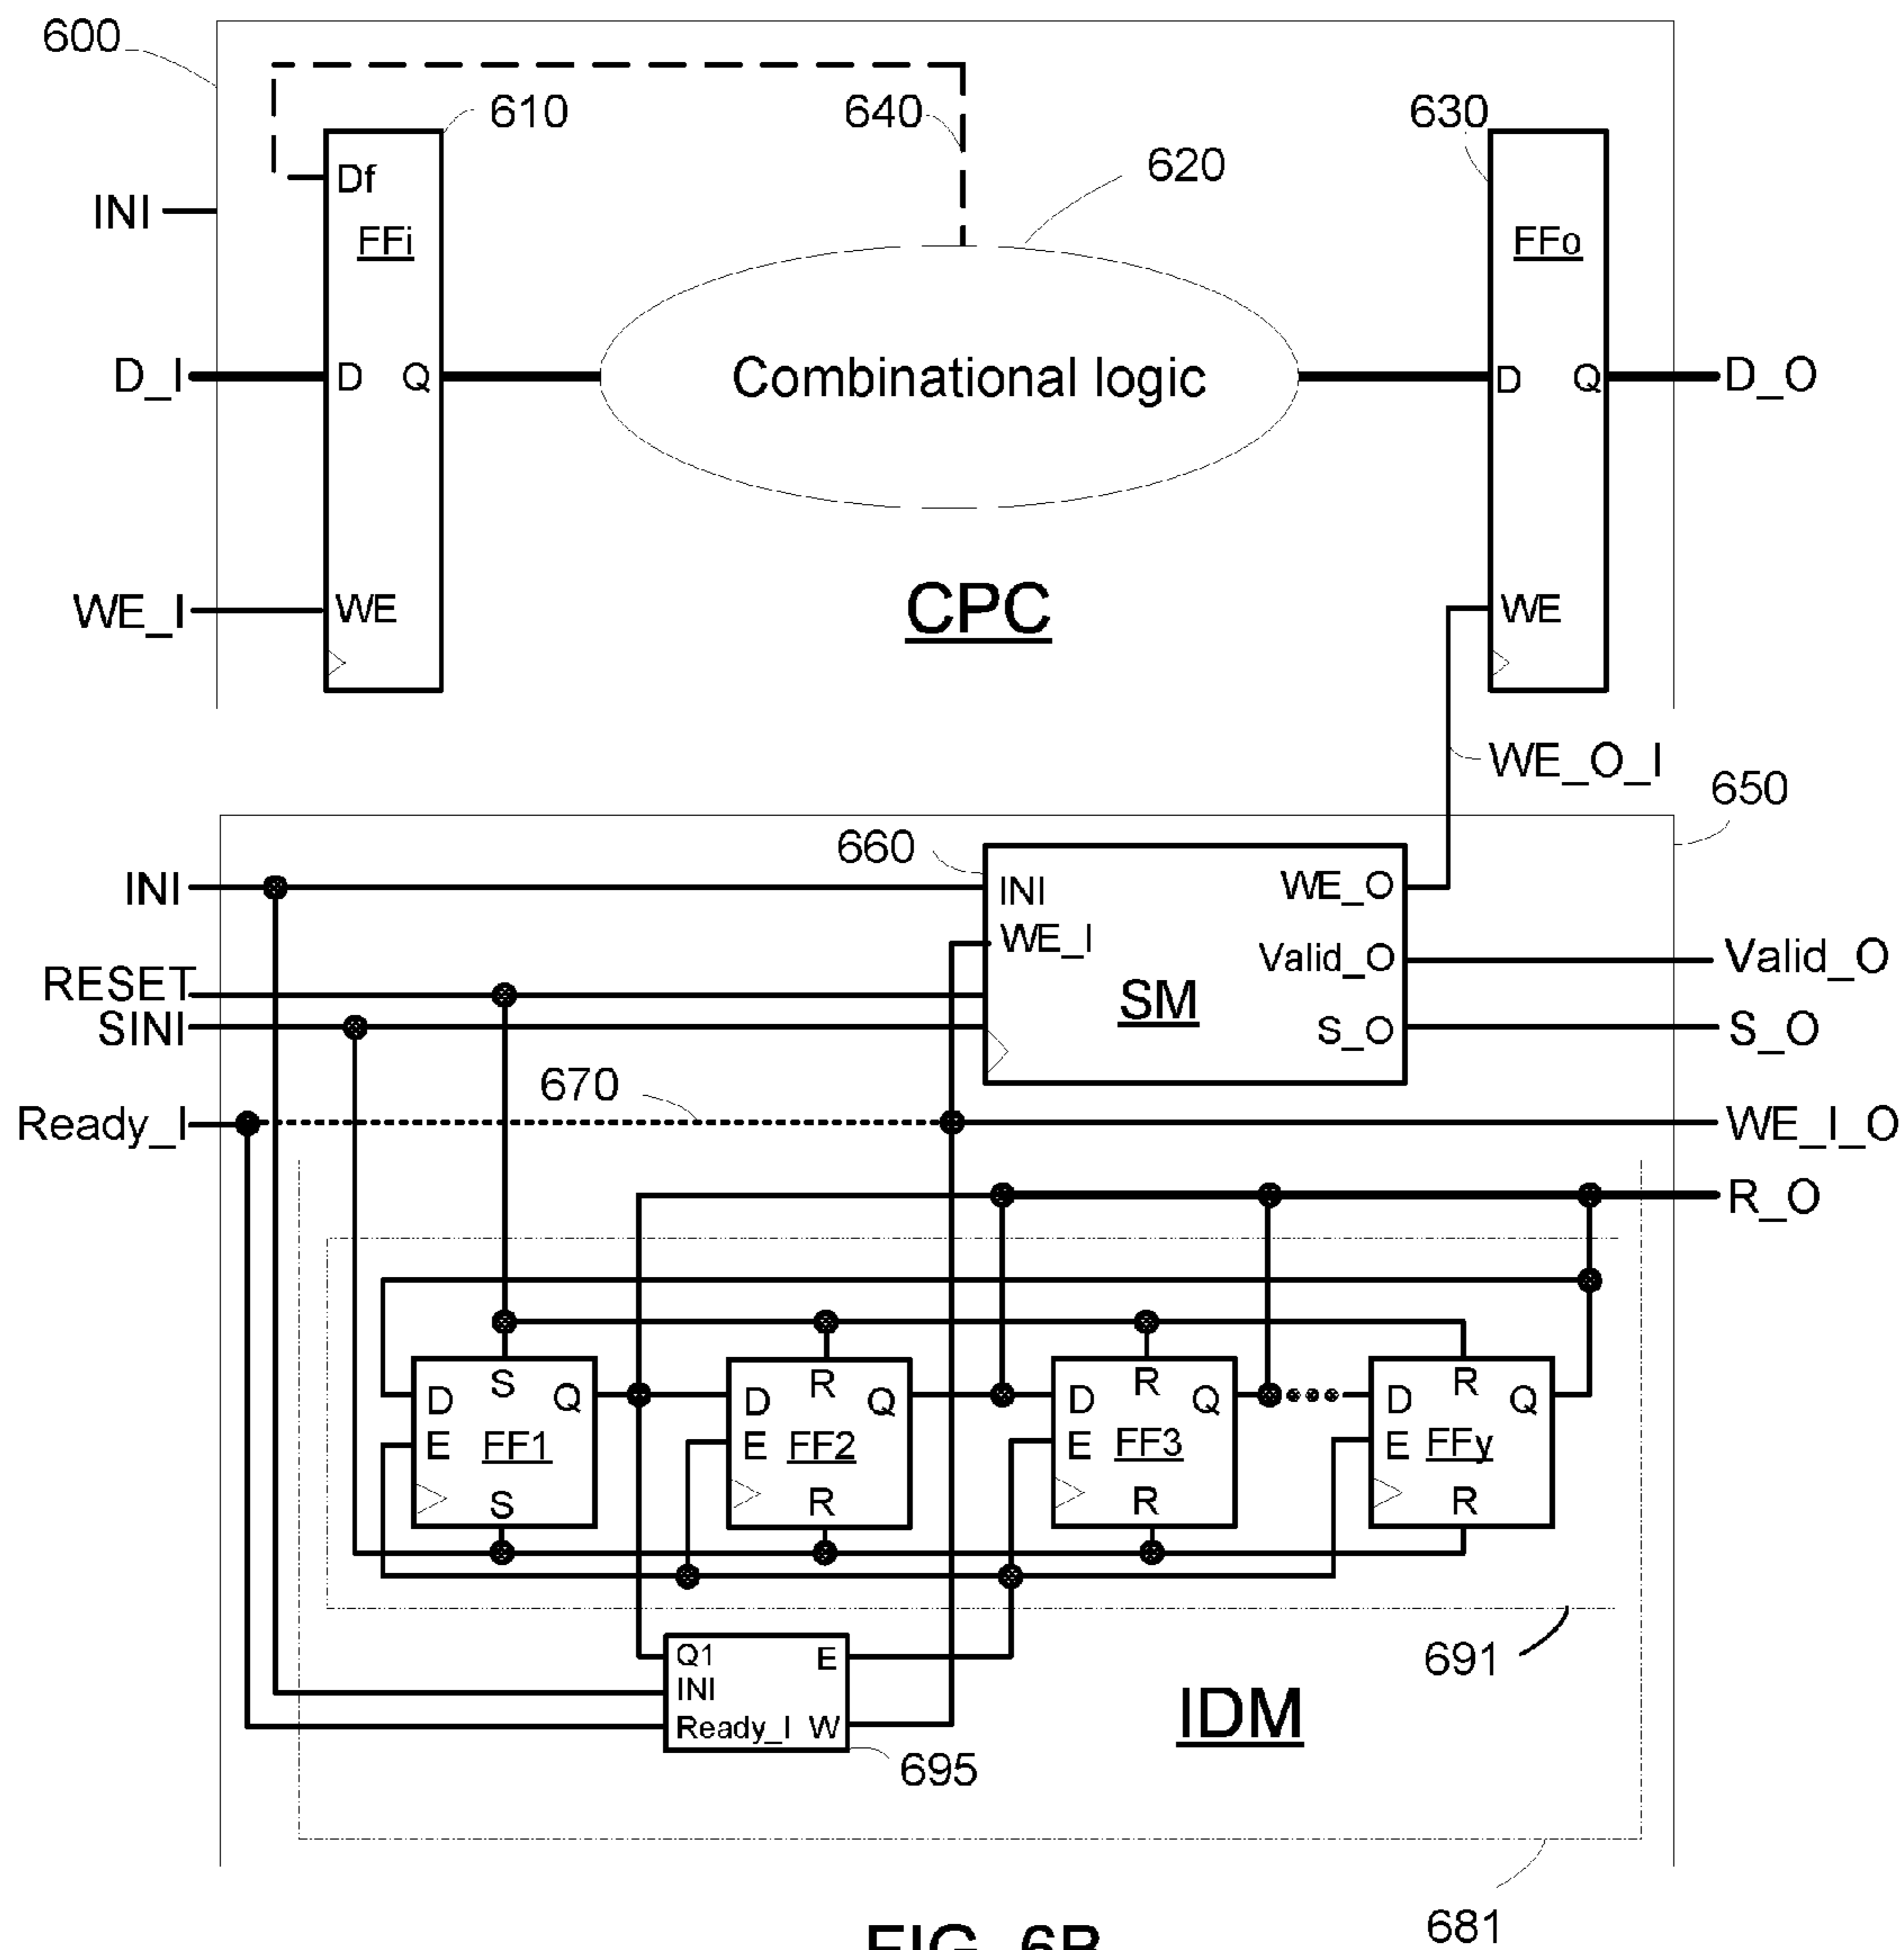 600
610
640
630
620
Df
INI
FFi
FFo
D_I
D
Q
Combinational logic
D
Q
D_O
WE_I
WE
CPC
WE
WE_O_I
650
660
INI
INI
WE_O
WE_I
Valid_O
Valid_O
RESET
SM
SINI
S_O
S_O
670
Ready_I
WE_I_O
R_O
D
S
Q
D
R
Q
D
R
Q
D
R
Q
E
FF1
E
FF2
E
FF3
E
FFy
S
R
R
R
691
Q1
E
INI
Ready_I
W
IDM
695
681
FIG. 6B